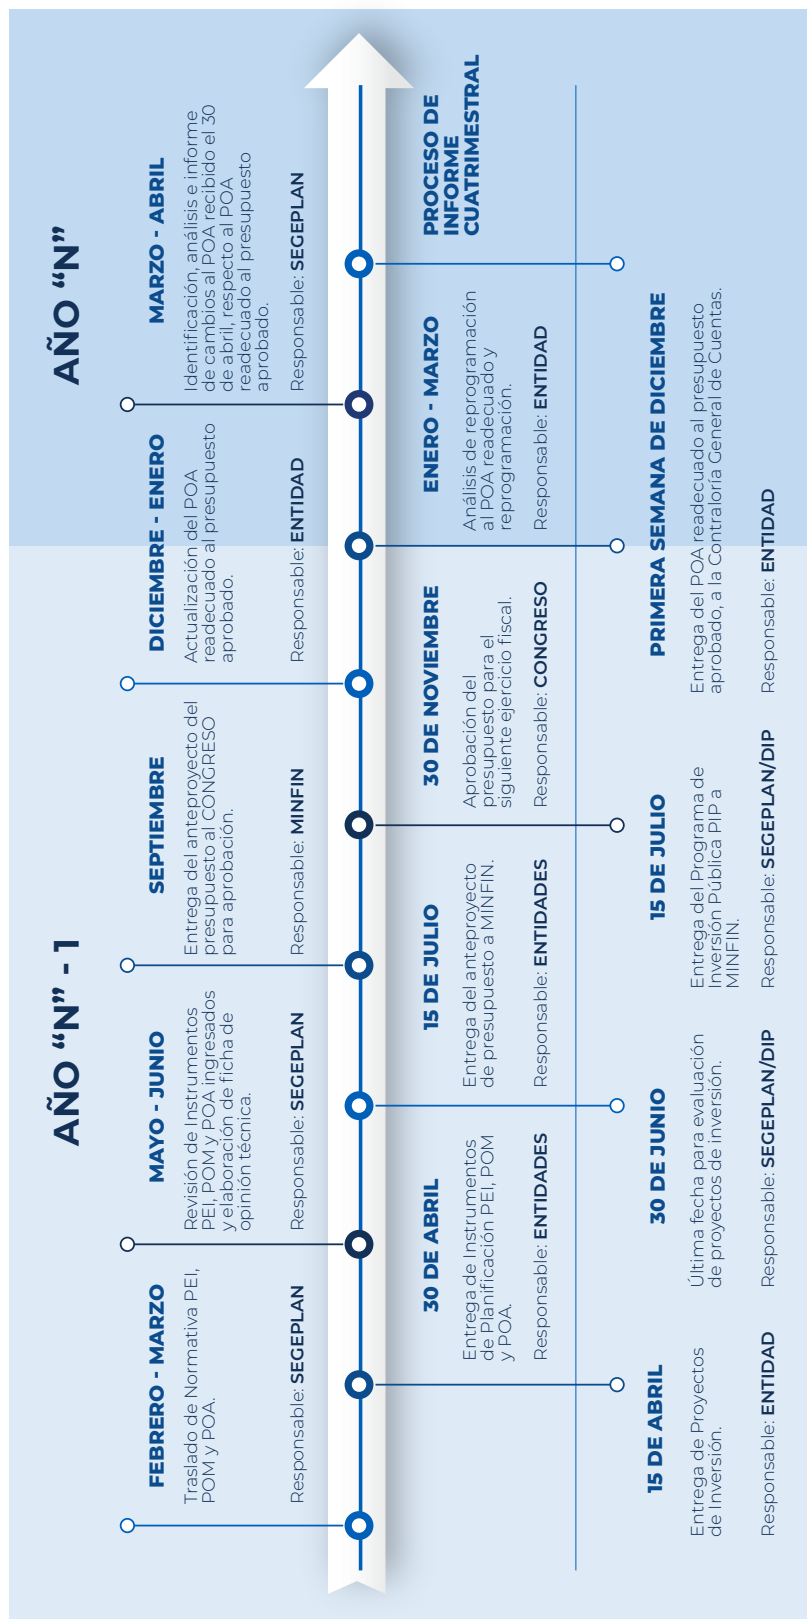 AÑO “N” - 1
AÑO “N”
FEBRERO - MARZO
Traslado de Normativa PEI,
POM y POA.
Responsable: SEGEPLAN
MAYO - JUNIO
Revisión de Instrumentos
PEI, POM y POA ingresados
y elaboración de ficha de
opinión técnica.
Responsable: SEGEPLAN
SEPTIEMBRE
Entrega del anteproyecto del
presupuesto al CONGRESO
para aprobación.
Responsable: MINFIN
DICIEMBRE - ENERO
Actualización del POA
readecuado al presupuesto
aprobado.
Responsable: ENTIDAD
MARZO - ABRIL
Identificación, análisis e informe
de cambios al POA recibido el 30
de abril, respecto al POA
readecuado al presupuesto
aprobado.
Responsable: SEGEPLAN
30 DE ABRIL
Entrega de Instrumentos
de Planificación PEI, POM
y POA.
Responsable: ENTIDADES
15 DE JULIO
Entrega del anteproyecto
de presupuesto a MINFIN.
Responsable: ENTIDADES
30 DE NOVIEMBRE
Aprobación del
presupuesto para el
siguiente ejercicio fiscal.
Responsable: CONGRESO
ENERO - MARZO
Análisis de reprogramación
al POA readecuado y
reprogramación.
Responsable: ENTIDAD
PROCESO DE
INFORME
CUATRIMESTRAL
15 DE ABRIL
Entrega de Proyectos
de Inversión.
Responsable: ENTIDAD
30 DE JUNIO
Última fecha para evaluación
de proyectos de inversión.
Responsable: SEGEPLAN/DIP
15 DE JULIO
Entrega del Programa de
Inversión Pública PIP a
MINFIN.
Responsable: SEGEPLAN/DIP
PRIMERA SEMANA DE DICIEMBRE
Entrega del POA readecuado al presupuesto
aprobado, a la Contraloría General de Cuentas.
Responsable: ENTIDAD